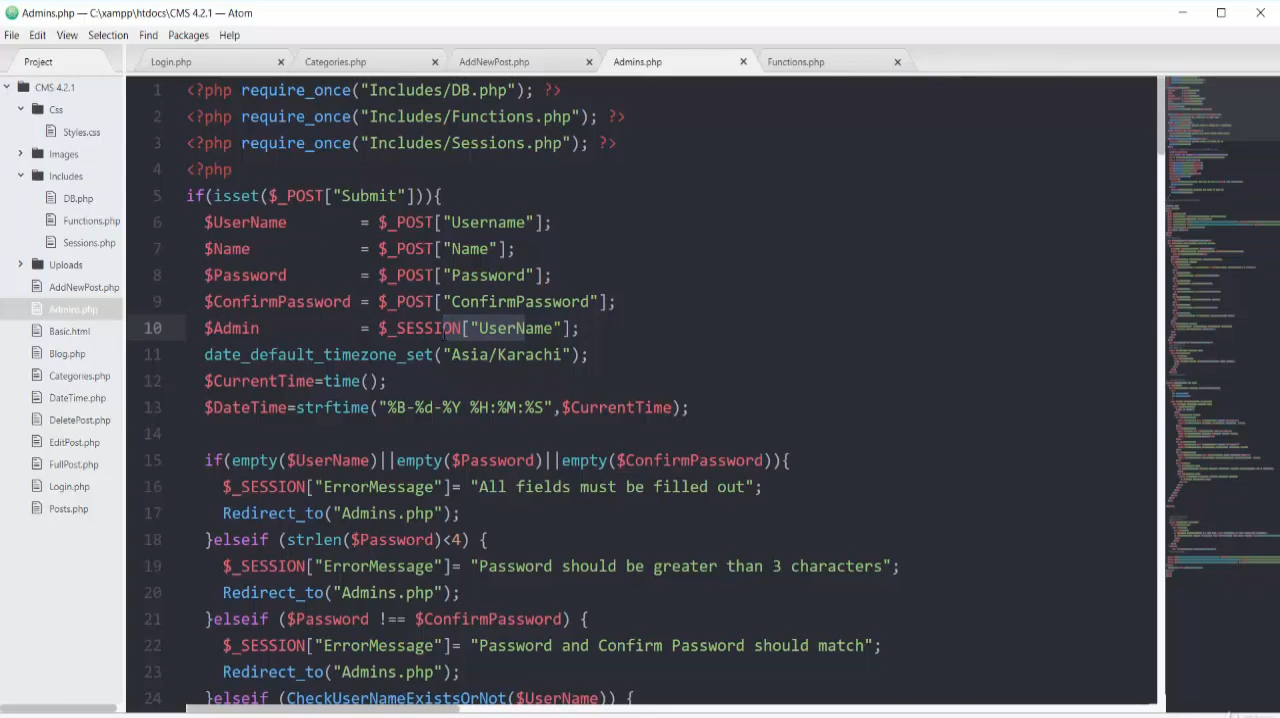 Admins.php — C:\xampp\htdocs\CMS 4.2.1 — Atom
File Edit View Selection Find Packages Help
Project
Login.php
Categories.php
AddNewPost.php
Admins.php
Functions.php
CMS 4.2.1
Css
Styles.css
Images
Includes
DB.php
Functions.php
Sessions.php
Uploads
AddNewPost.php
Admins.php
Basic.html
Blog.php
Categories.php
DateTime.php
DeletePost.php
EditPost.php
FullPost.php
Login.php
Posts.php
1 <?php require_once("Includes/DB.php"); ?>
2 <?php require_once("Includes/Functions.php"); ?>
3 <?php require_once("Includes/Sessions.php"); ?>
4 <?php
5 if(isset($_POST["Submit"])){
6 $UserName = $_POST["Username"];
7 $Name = $_POST["Name"];
8 $Password = $_POST["Password"];
9 $ConfirmPassword = $_POST["ConfirmPassword"];
10 $Admin = $_SESSION["UserName"];
11 date_default_timezone_set("Asia/Karachi");
12 $CurrentTime=time();
13 $DateTime=strftime("%B-%d-%Y %H:%M:%S",$CurrentTime);
14
15 if(empty($UserName)||empty($Password)||empty($ConfirmPassword)){
16 $_SESSION["ErrorMessage"]= "All fields must be filled out";
17 Redirect_to("Admins.php");
18 }elseif (strlen($Password)<4) {
19 $_SESSION["ErrorMessage"]= "Password should be greater than 3 characters";
20 Redirect_to("Admins.php");
21 }elseif ($Password !== $ConfirmPassword) {
22 $_SESSION["ErrorMessage"]= "Password and Confirm Password should match";
23 Redirect_to("Admins.php");
24 }elseif (CheckUserNameExistsOrNot($UserName)) {